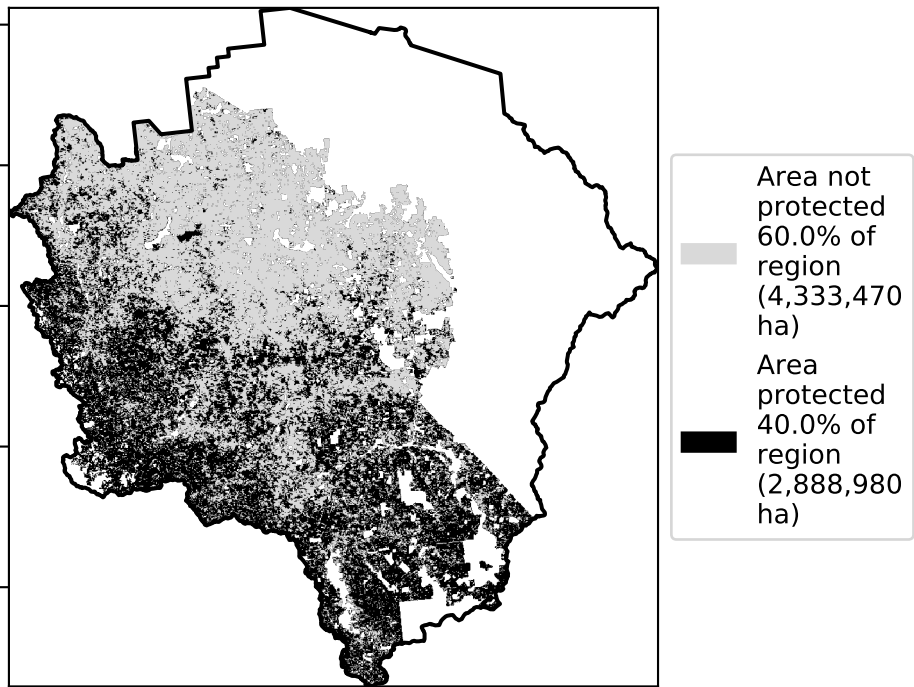 Area not
protected
60.0% of
region
(4,333,470
ha)
Area
protected
40.0% of
region
(2,888,980
ha)